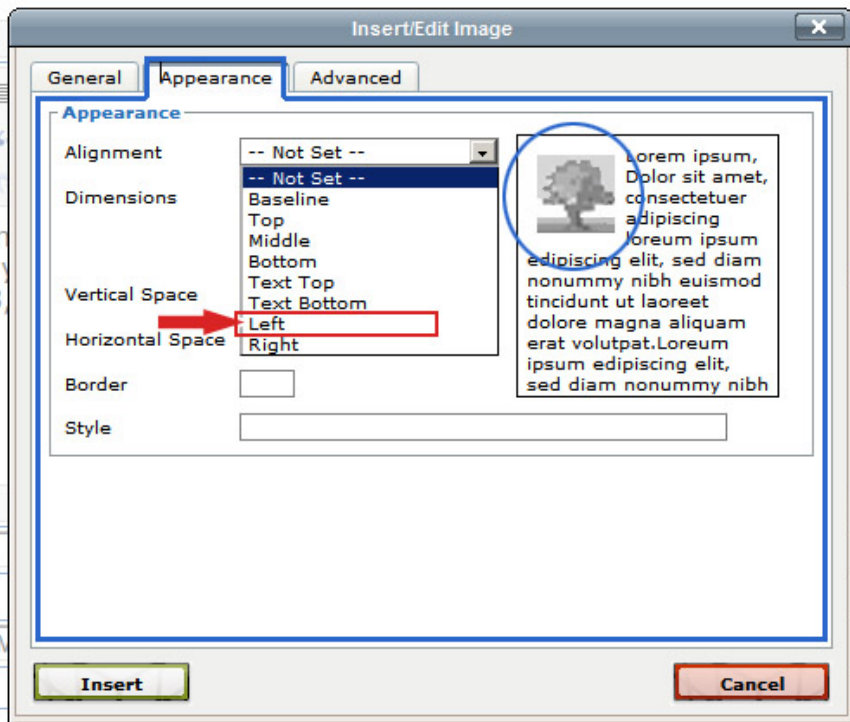 Insert/Edit Image
General
Appearance
Advanced
Appearance
Alignment
-- Not Set --
-- Not Set --
Baseline
Top
Middle
Bottom
Text Top
Text Bottom
Left
Right
Dimensions
Vertical Space
Horizontal Space
Border
Style
Lorem ipsum,
Dolor sit amet,
consectetuer
adipiscing
loreum ipsum
edipiscing elit, sed diam
nonummy nibh euismod
tincidunt ut laoreet
dolore magna aliquam
erat volutpat.Loreum
ipsum edipiscing elit,
sed diam nonummy nibh
Insert
Cancel